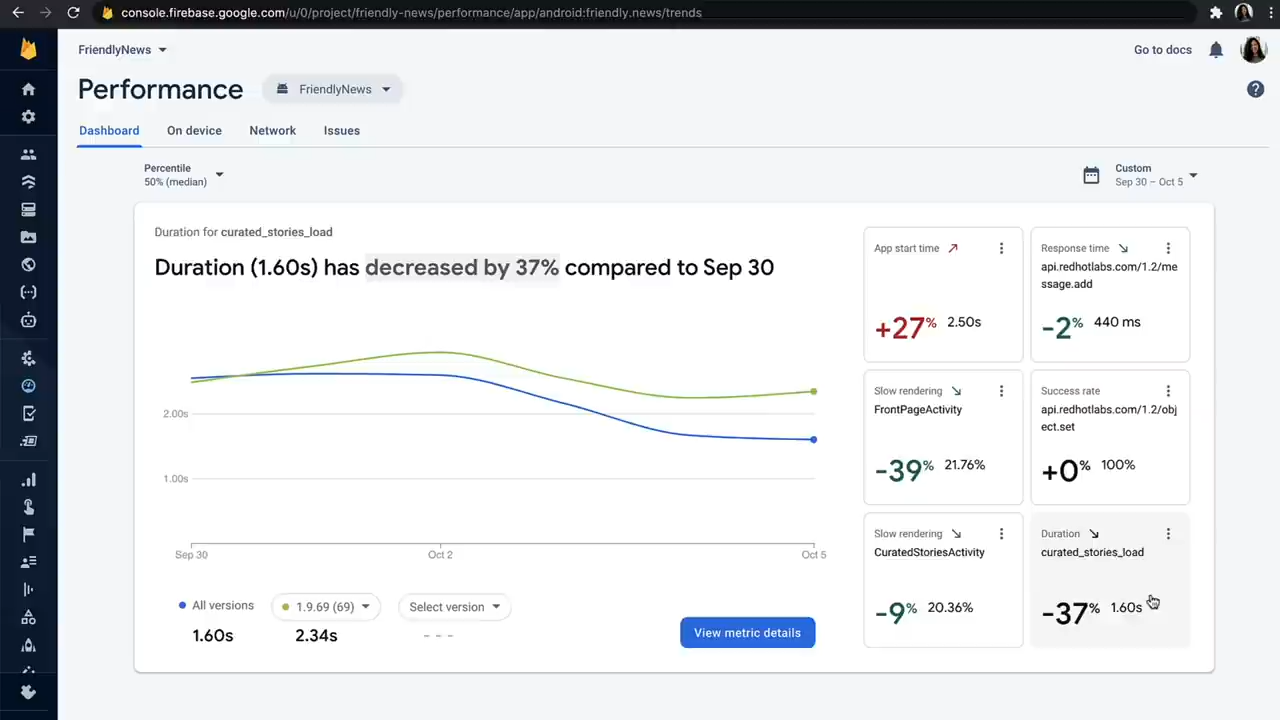 console.firebase.google.com/u/0/project/friendly-news/performance/app/android:friendly.news/trends
FriendlyNews
Go to docs
Performance
FriendlyNews
Dashboard
On device
Network
Issues
Percentile
50% (median)
Custom
Sep 30 – Oct 5
Duration for curated_stories_load
Duration (1.60s) has decreased by 37% compared to Sep 30
2.00s
1.00s
Sep 30
Oct 2
Oct 5
All versions
1.9.69 (69)
Select version
1.60s
2.34s
- - -
View metric details
App start time
+27%
2.50s
Response time
api.redhotlabs.com/1.2/me
ssage.add
-2%
440 ms
Slow rendering
FrontPageActivity
-39%
21.76%
Success rate
api.redhotlabs.com/1.2/obj
ect.set
+0%
100%
Slow rendering
CuratedStoriesActivity
-9%
20.36%
Duration
curated_stories_load
-37%
1.60s